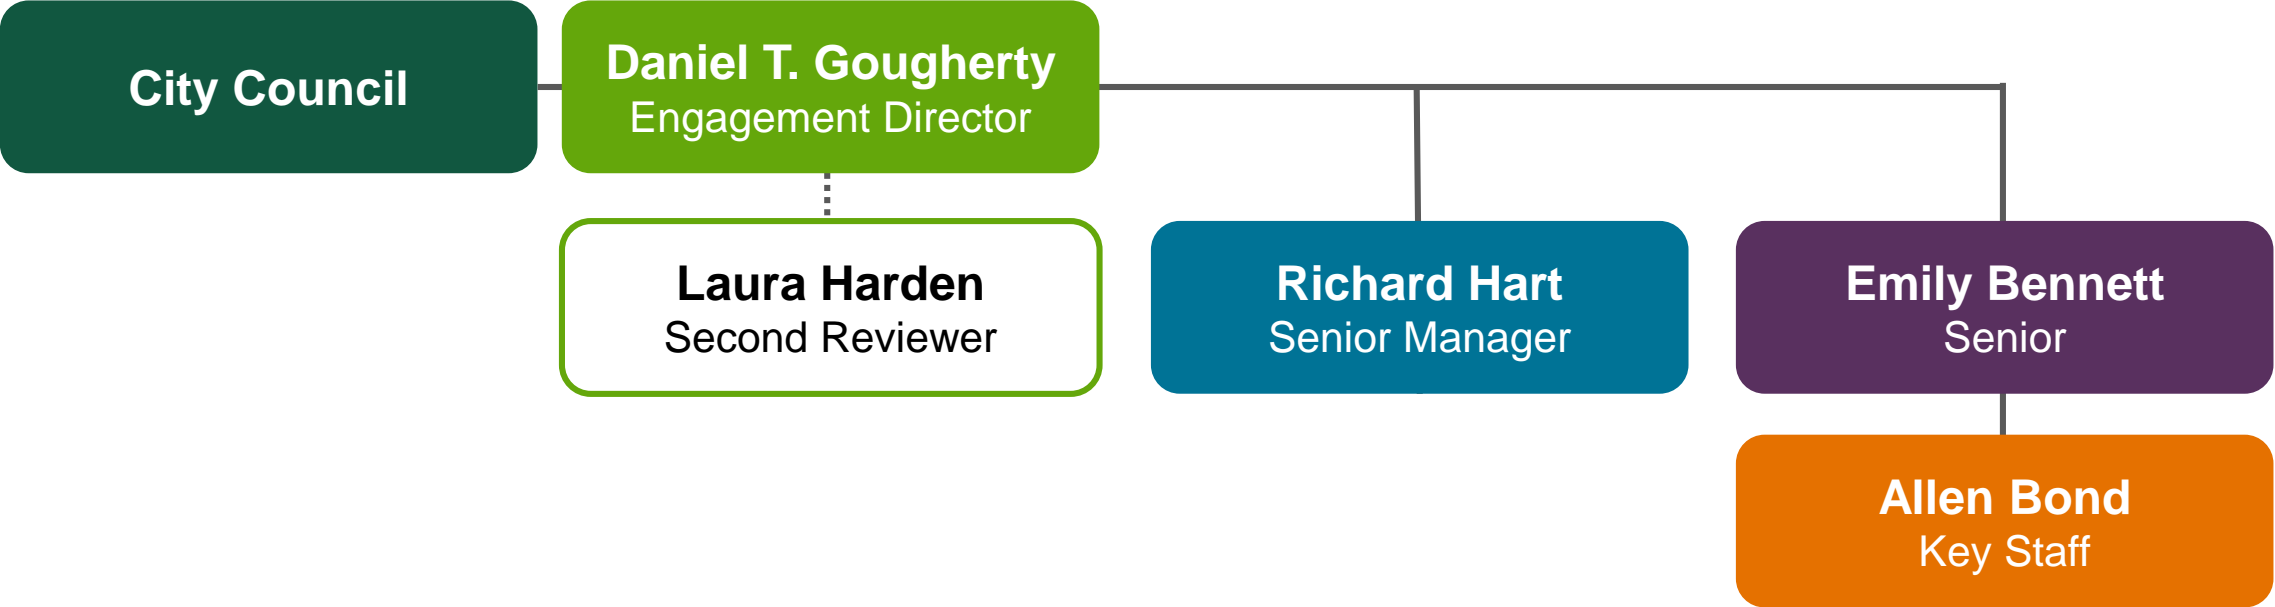 City Council
Daniel T. Gougherty
Engagement Director
Laura Harden
Second Reviewer
Richard Hart
Senior Manager
Emily Bennett
Senior
Allen Bond
Key Staff